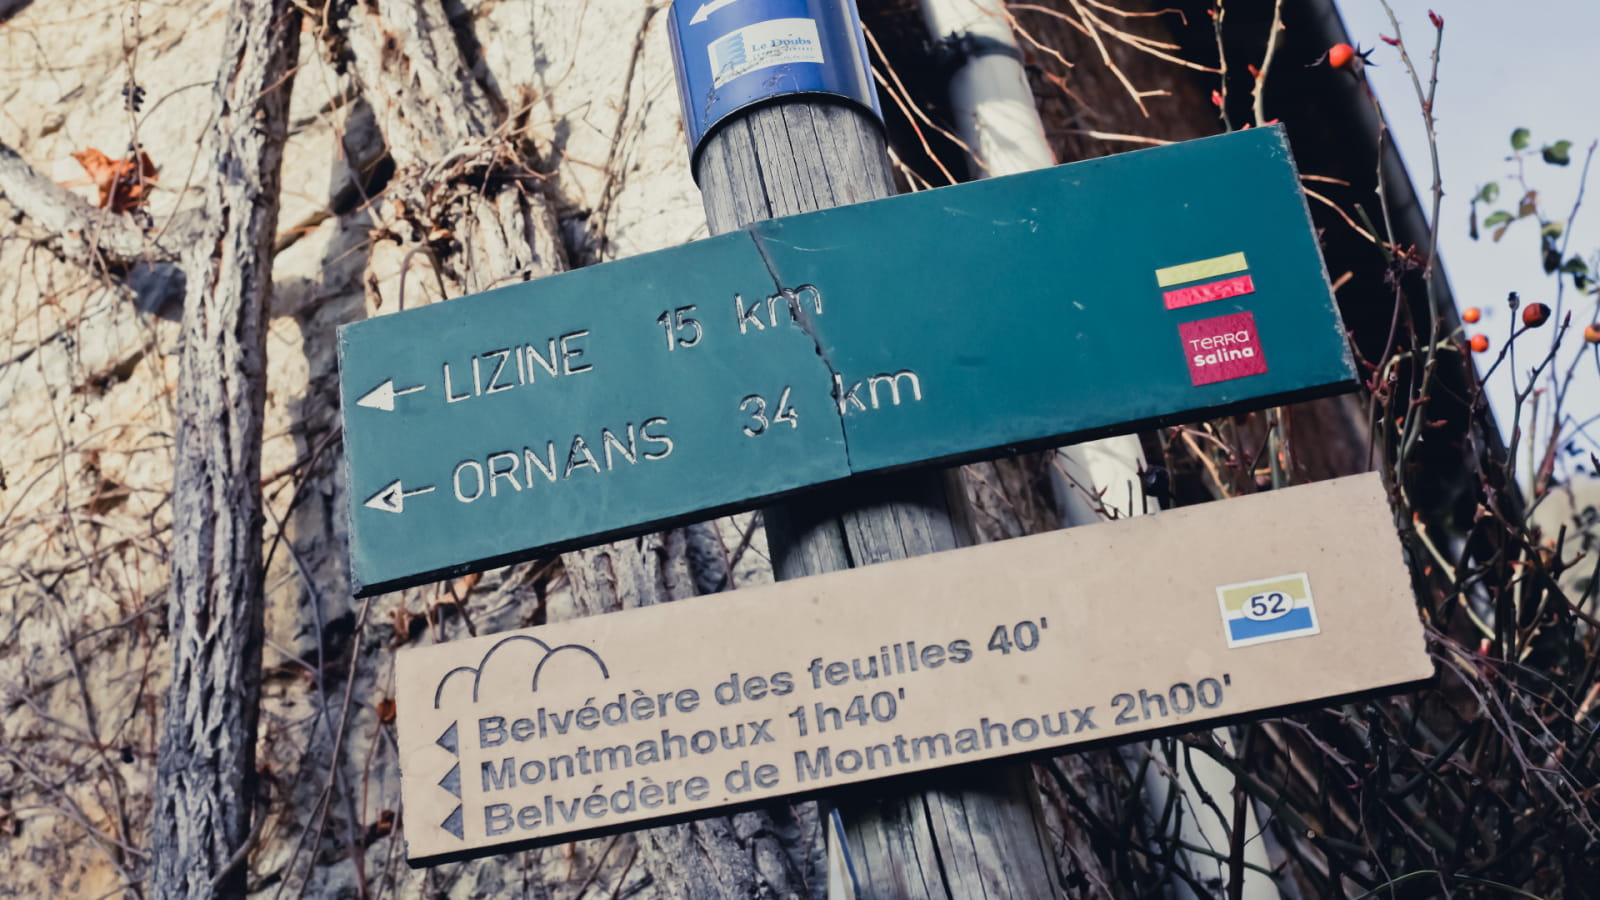 Le Doubs
LIZINE 15 km
ORNANS 34 km
TERRA
Salina
52
Belvédère des feuilles 40'
Montmahoux 1h40'
Belvédère de Montmahoux 2h00'